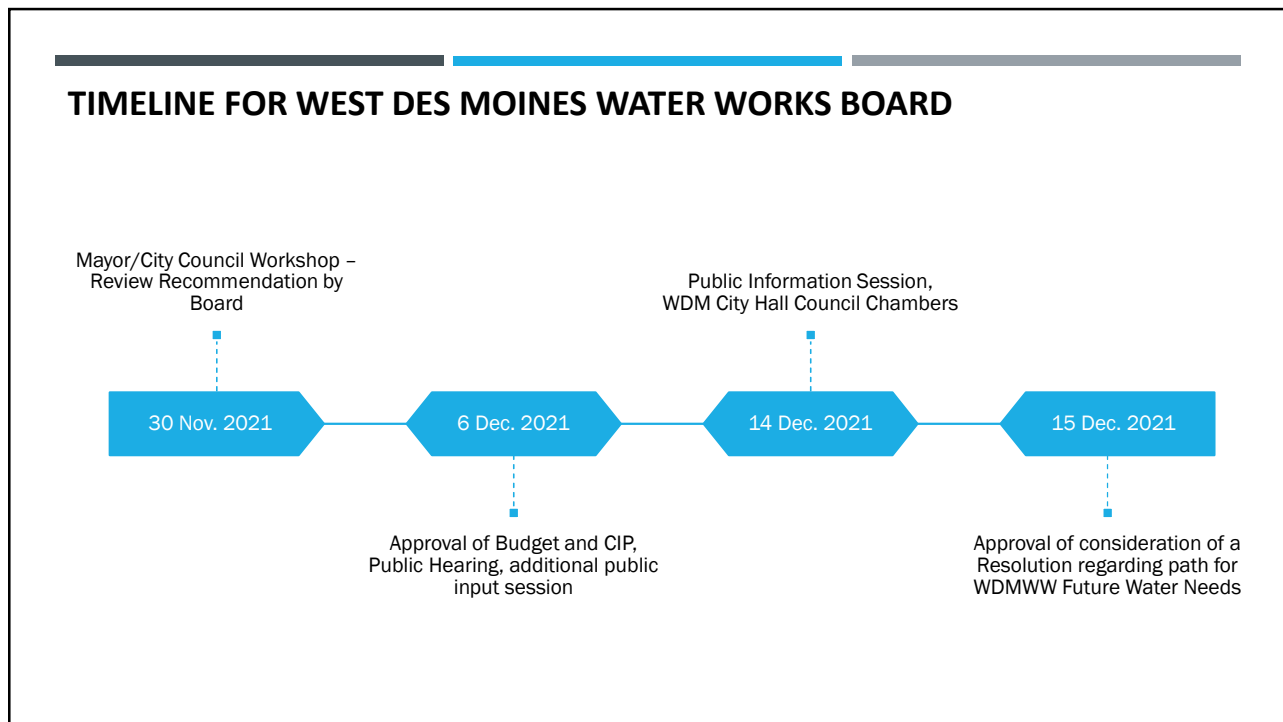 TIMELINE FOR WEST DES MOINES WATER WORKS BOARD
Mayor/City Council Workshop –
Review Recommendation by
Board
Public Information Session,
WDM City Hall Council Chambers
30 Nov. 2021
6 Dec. 2021
14 Dec. 2021
15 Dec. 2021
Approval of Budget and CIP,
Public Hearing, additional public
input session
Approval of consideration of a
Resolution regarding path for
WDMWW Future Water Needs